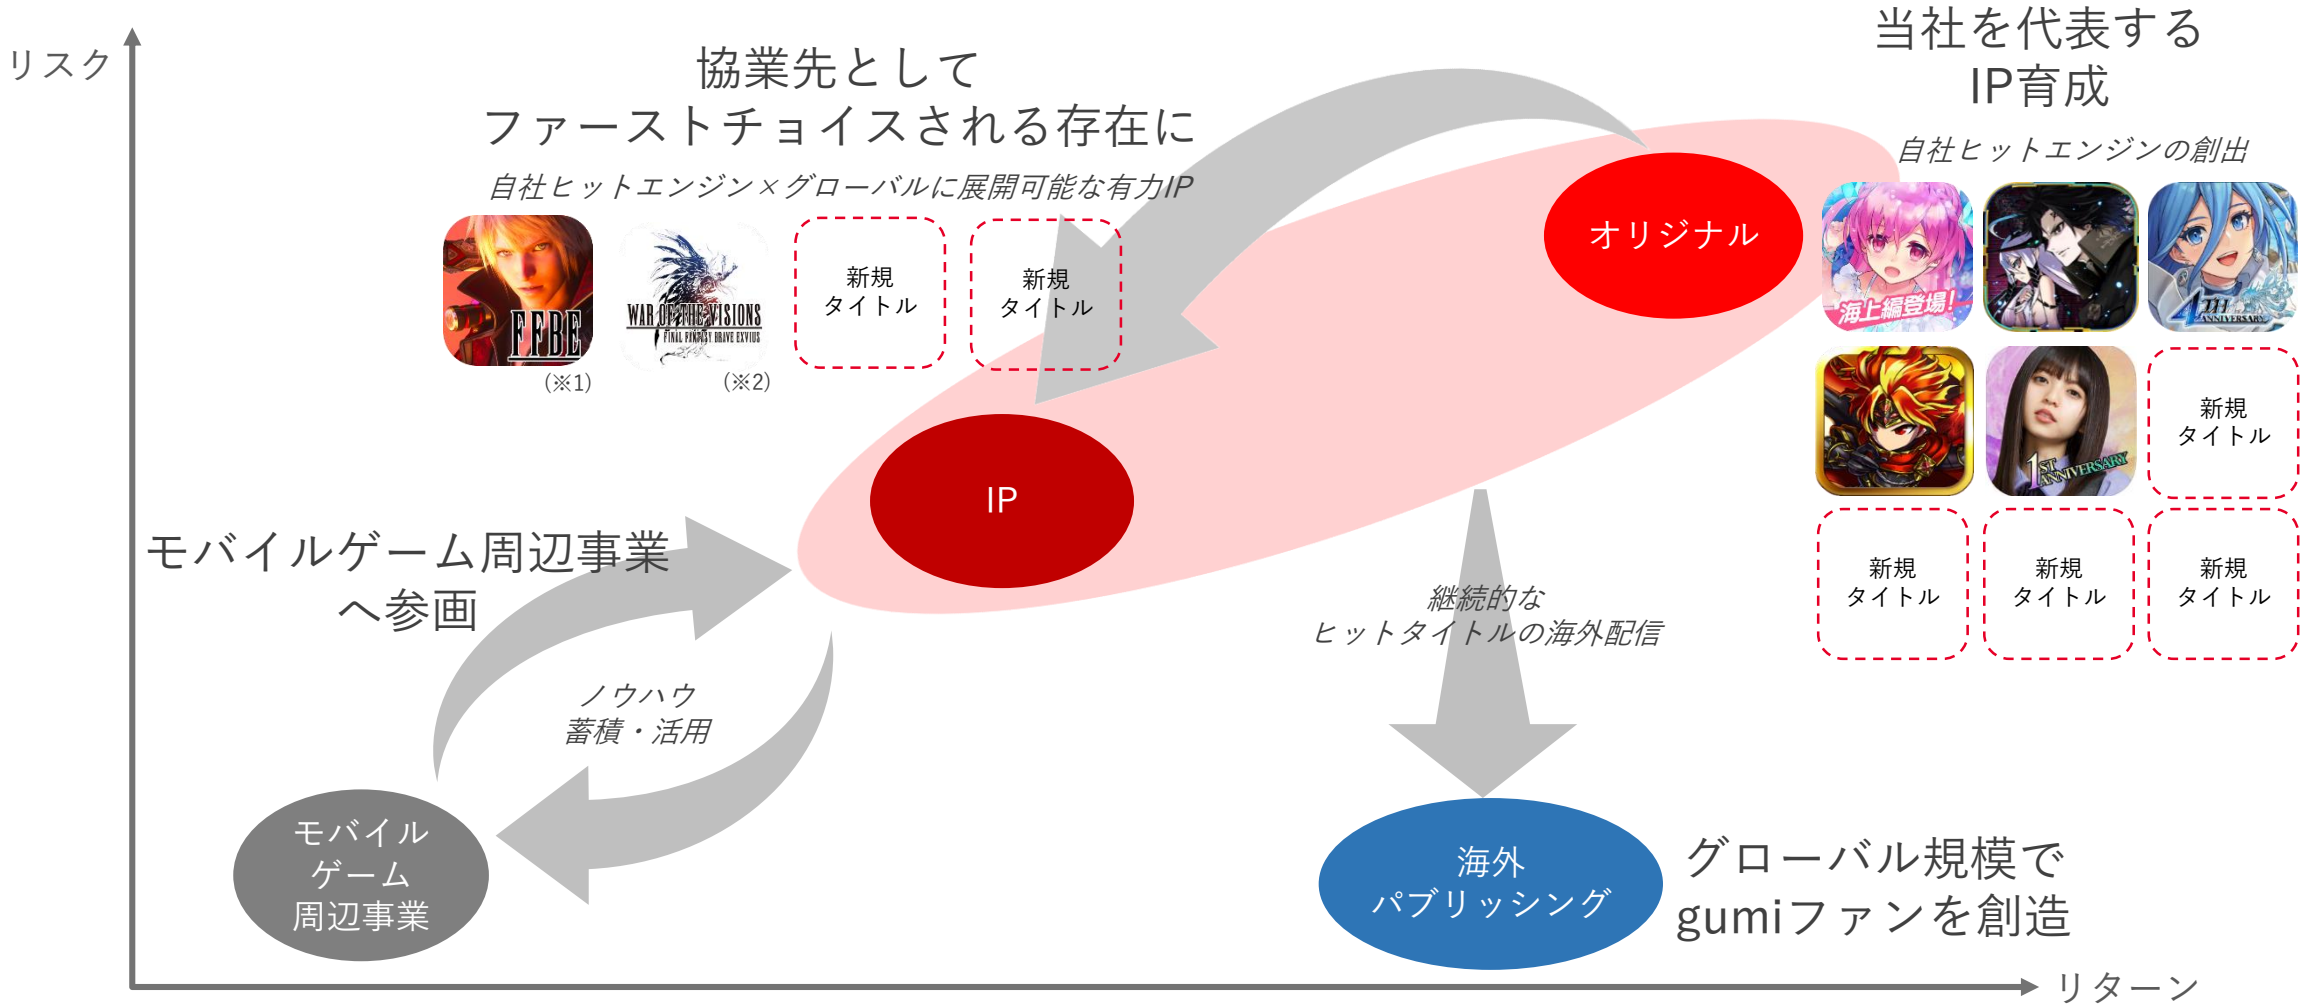 リスク
協業先として
ファーストチョイスされる存在に
自社ヒットエンジン×グローバルに展開可能な有力IP
FFBE
(※1)
WAR OF THE VISIONS
FINAL FANTASY BRAVE EXVIUS
(※2)
新規
タイトル
新規
タイトル
当社を代表する
IP育成
自社ヒットエンジンの創出
オリジナル
海上編登場!
4TH
ANNIVERSARY
1ST
ANNIVERSARY
新規
タイトル
新規
タイトル
新規
タイトル
新規
タイトル
IP
モバイルゲーム周辺事業
へ参画
ノウハウ
蓄積・活用
継続的な
ヒットタイトルの海外配信
モバイル
ゲーム
周辺事業
海外
パブリッシング
グローバル規模で
gumiファンを創造
リターン